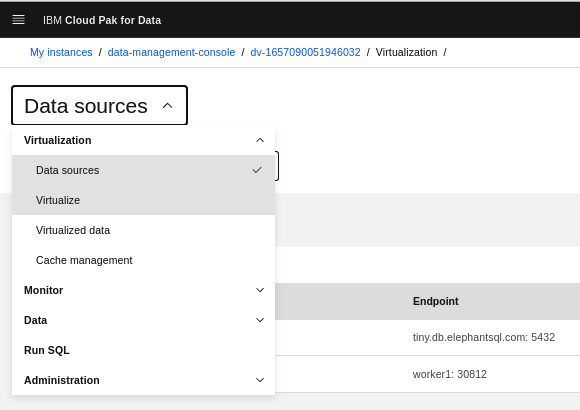 IBM Cloud Pak for Data
My instances / data-management-console / dv-1657090051946032 / Virtualization /
Data sources
Virtualization
Data sources
Virtualize
Virtualized data
Cache management
Monitor
Data
Run SQL
Administration
Endpoint
tiny.db.elephantsql.com: 5432
worker1: 30812